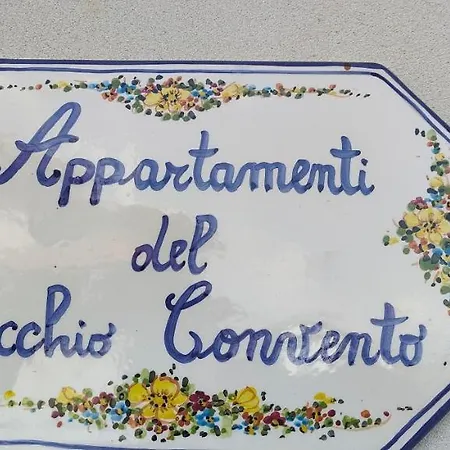 Appartamenti
del
cchio Convento